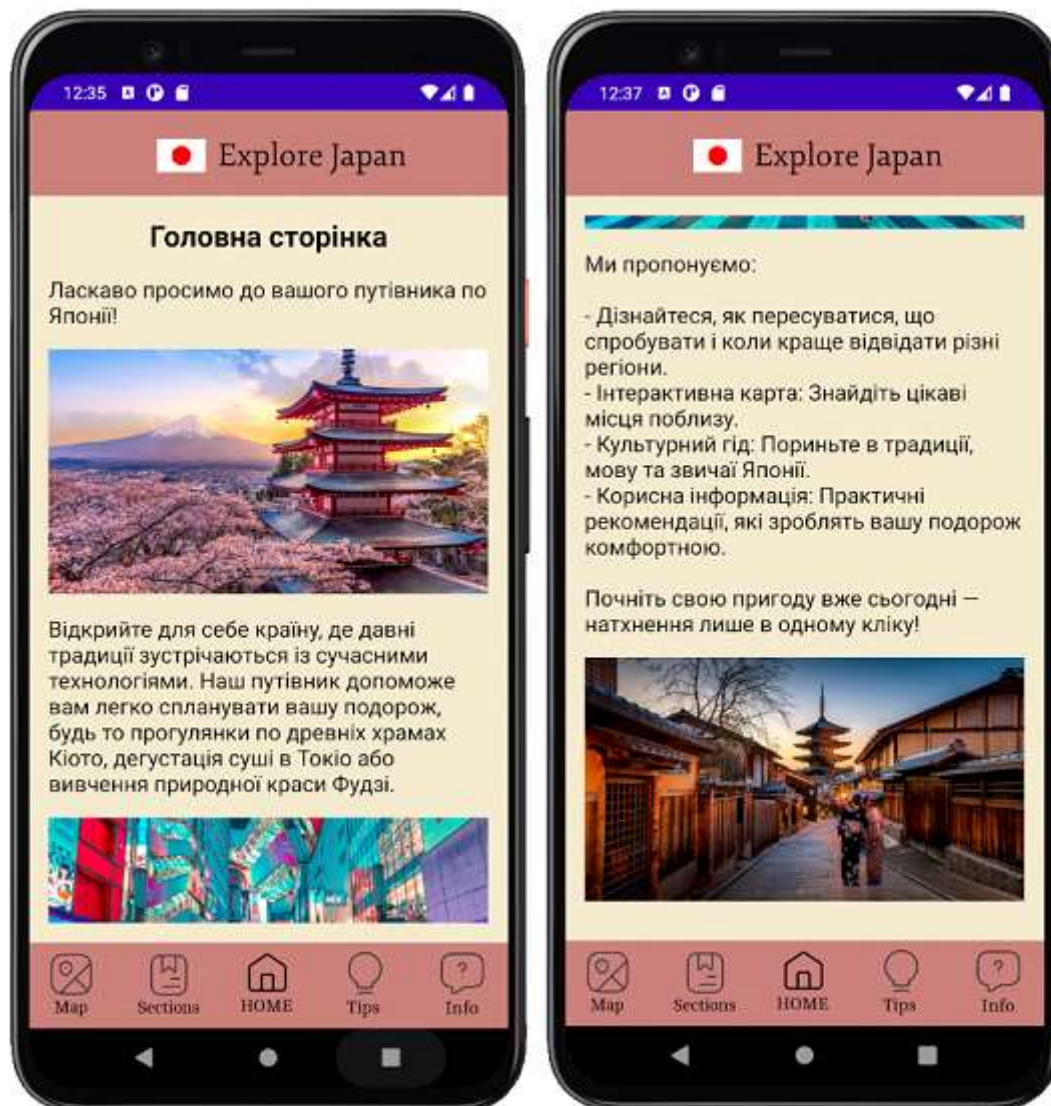 12:35
Explore Japan
Головна сторінка
Ласкаво просимо до вашого путівника по
Японії!
Відкрийте для себе країну, де давні
традиції зустрічаються із сучасними
технологіями. Наш путівник допоможе
вам легко спланувати вашу подорож,
будь то прогулянки по древніх храмах
Кіото, дегустація суші в Токіо або
вивчення природної краси Фудзі.
Map
Sections
HOME
Tips
Info
12:37
Explore Japan
Ми пропонуємо:
- Дізнайтеся, як пересуватися, що
спробувати і коли краще відвідати різні
регіони.
- Інтерактивна карта: Знайдіть цікаві
місця поблизу.
- Культурний гід: Пориньте в традиції,
мову та звичаї Японії.
- Корисна інформація: Практичні
рекомендації, які зроблять вашу подорож
комфортною.
Почніть свою пригоду вже сьогодні —
натхнення лише в одному кліку!
Map
Sections
HOME
Tips
Info